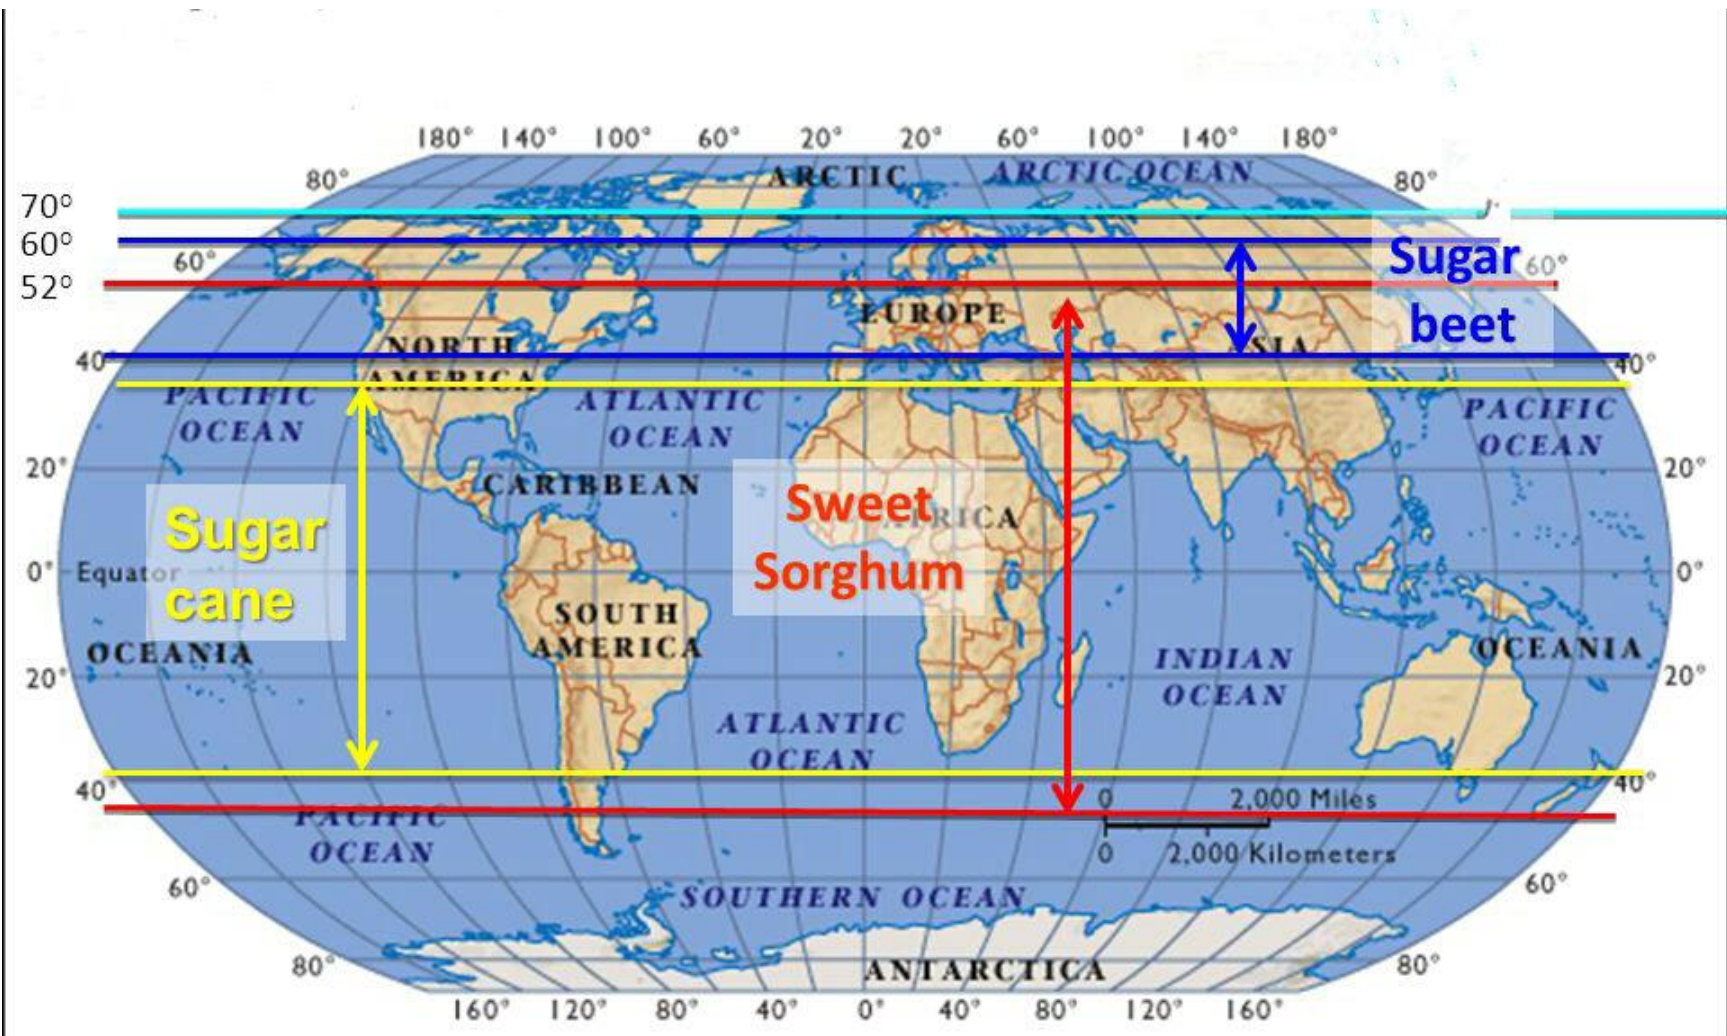 180° 140° 100° 60° 20° 20° 60° 100° 140° 180°
ARCTIC
ARCTIC OCEAN
80°
80°
70°
60°
52°
60°
60°
Sugar
beet
EUROPE
NORTH
AMERICA
ASIA
40°
40°
PACIFIC
OCEAN
ATLANTIC
OCEAN
PACIFIC
OCEAN
20°
20°
CARIBBEAN
Sugar
cane
Sweet
Sorghum
AFRICA
0°
Equator
0°
SOUTH
AMERICA
OCEANIA
OCEANIA
INDIAN
OCEAN
20°
20°
ATLANTIC
OCEAN
40°
40°
0 2,000 Miles
0 2,000 Kilometers
PACIFIC
OCEAN
60°
60°
SOUTHERN OCEAN
80°
80°
ANTARCTICA
160° 120° 80° 40° 0° 40° 80° 120° 160°